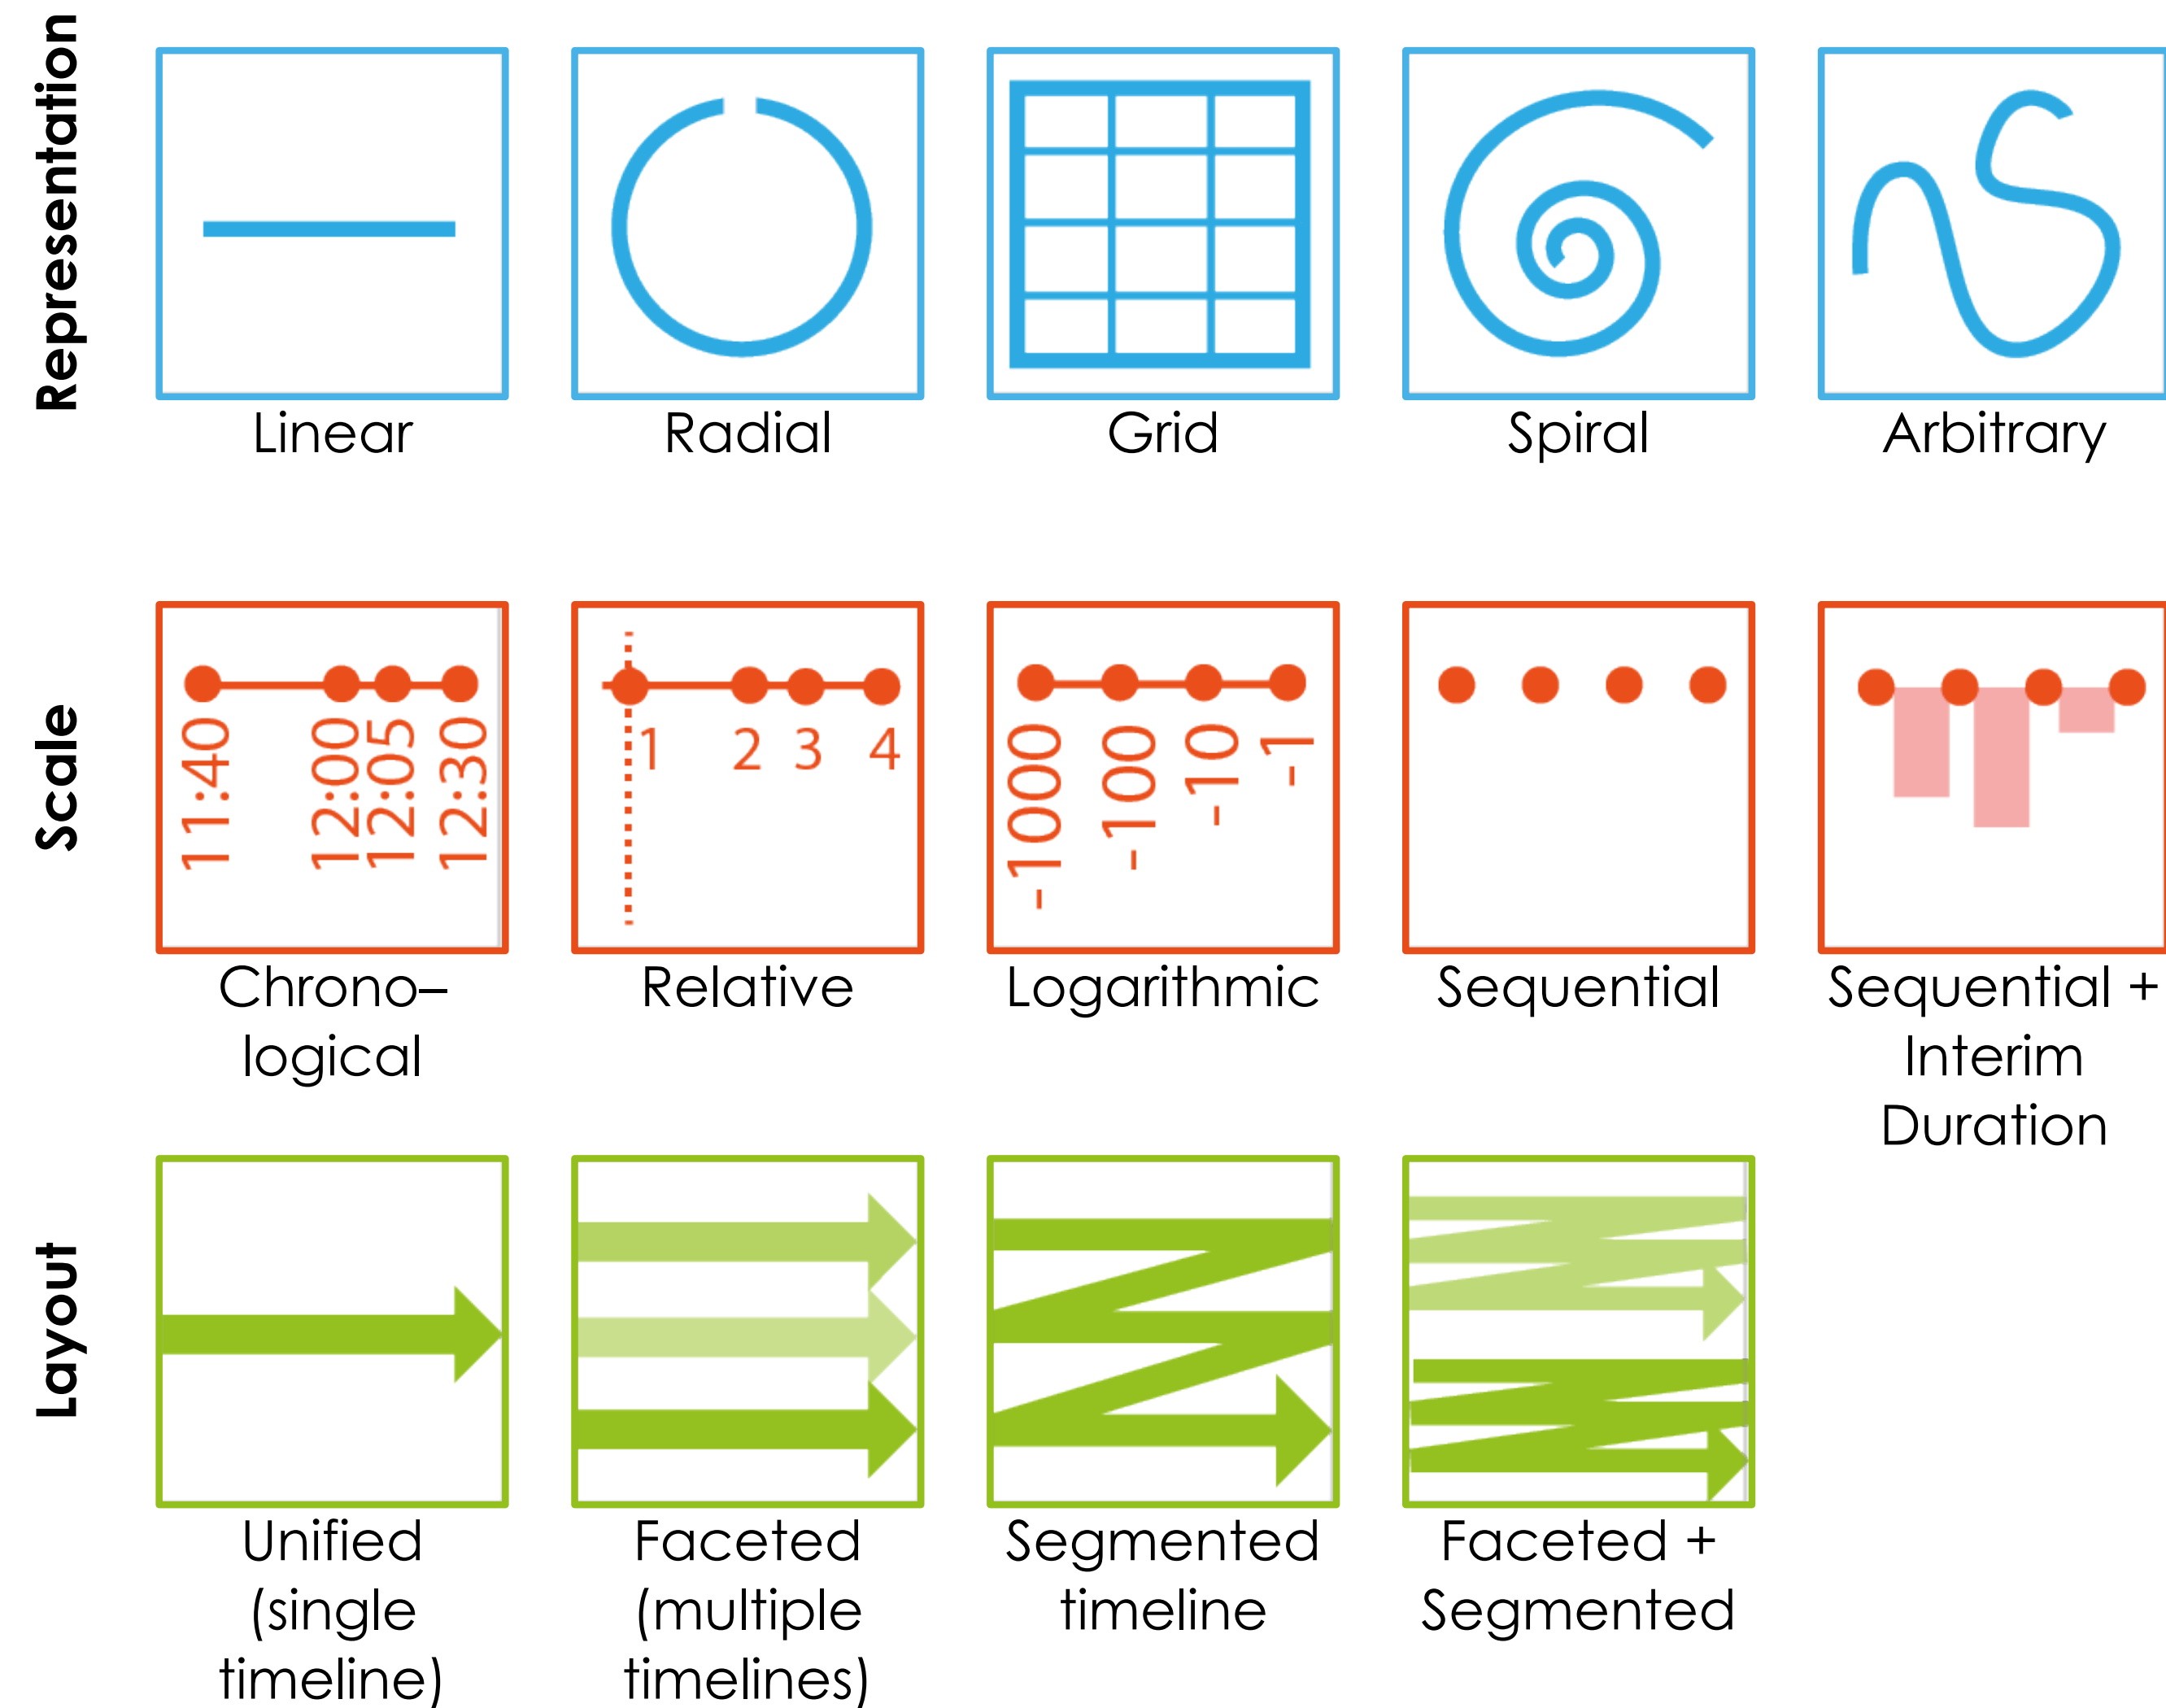 Representation
Linear
Radial
Grid
Spiral
Arbitrary
Scale
11:40
12:00
12:05
12:30
1
2
3
4
-1000
-100
-10
-1
Chrono–
logical
Relative
Logarithmic
Sequential
Sequential +
Interim
Duration
Layout
Unified
(single
timeline)
Faceted
(multiple
timelines)
Segmented
timeline
Faceted +
Segmented